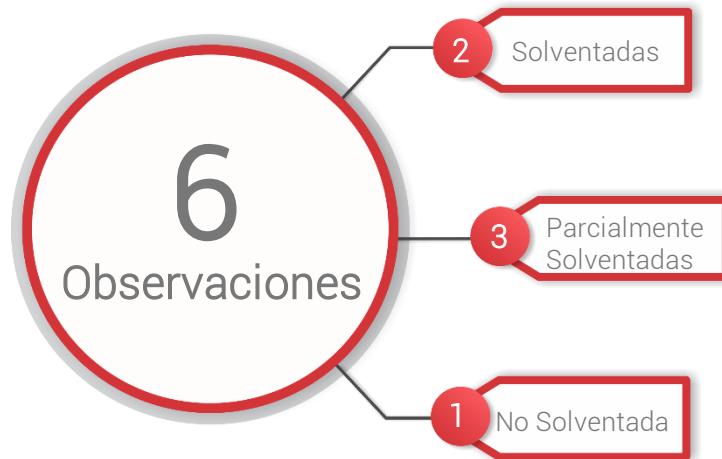 6
Observaciones
2
Solventadas
3
Parcialmente
Solventadas
1
No Solventada